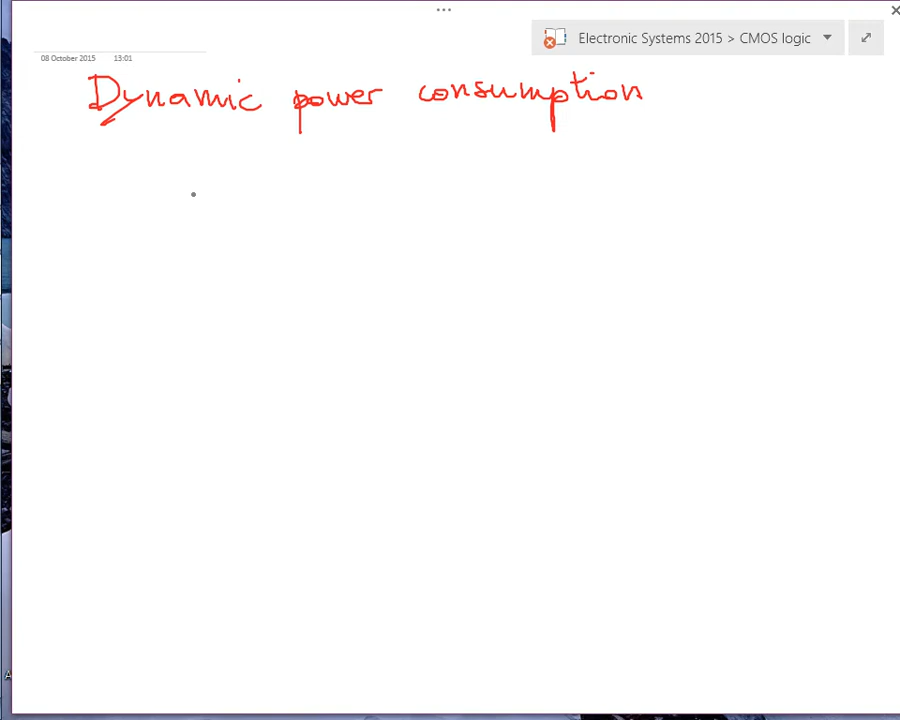 Electronic Systems 2015 > CMOS logic
08 October 2015 13:01
Dynamic power consumption
A